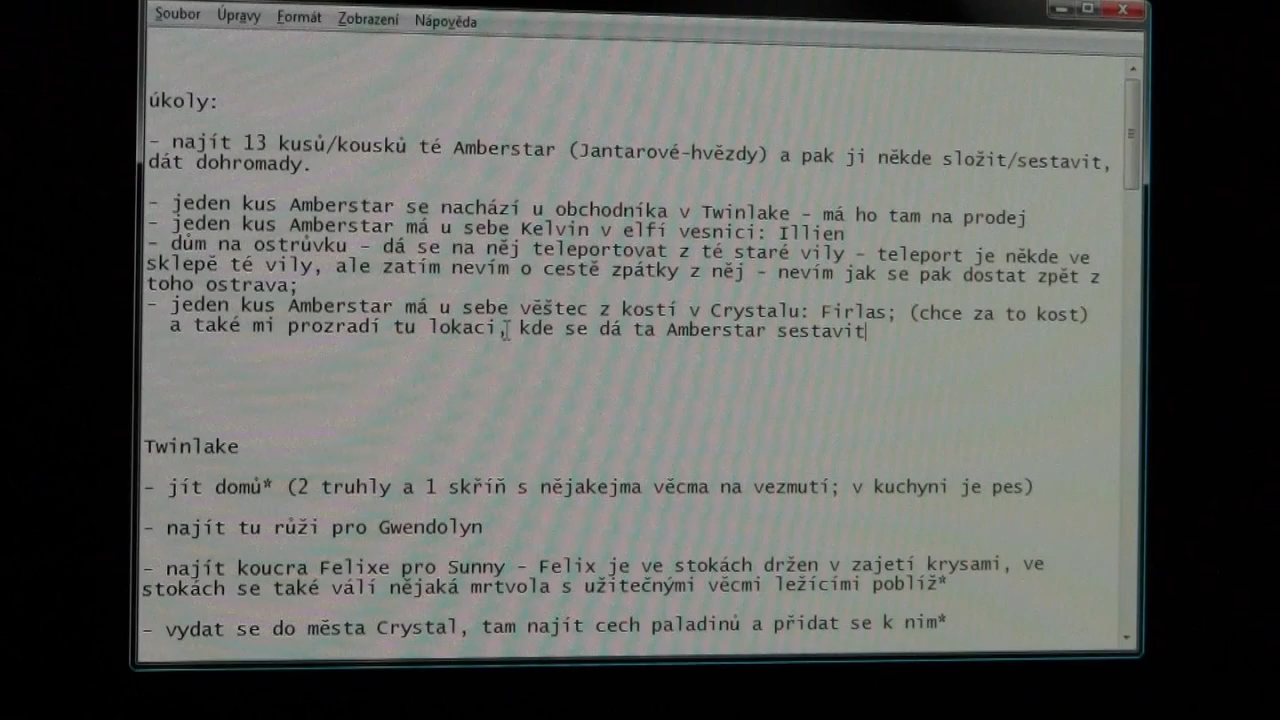 Soubor Úpravy Formát Zobrazení Nápověda
úkoly:
- najít 13 kusů/kousků té Amberstar (Jantarové-hvězdy) a pak ji někde složit/sestavit,
dát dohromady.
- jeden kus Amberstar se nachází u obchodníka v Twinlake - má ho tam na prodej
- jeden kus Amberstar má u sebe Kelvin v elfí vesnici: Illien
- dům na ostrůvku - dá se na něj teleportovat z té staré vily - teleport je někde ve
sklepě té vily, ale zatím nevím o cestě zpátky z něj - nevím jak se pak dostat zpět z
toho ostrava;
- jeden kus Amberstar má u sebe věštec z kostí v Crystalu: Firlas; (chce za to kost)
a také mi prozradí tu lokaci, kde se dá ta Amberstar sestavit
Twinlake
- jít domů* (2 truhly a 1 skříň s nějakejma věcma na vezmutí; v kuchyni je pes)
- najít tu růži pro Gwendolyn
- najít koucra Felixe pro Sunny - Felix je ve stokách držen v zajetí krysami, ve
stokách se také válí nějaká mrtvola s užitečnými věcmi ležícími poblíž*
- vydat se do města Crystal, tam najít cech paladinů a přidat se k nim*